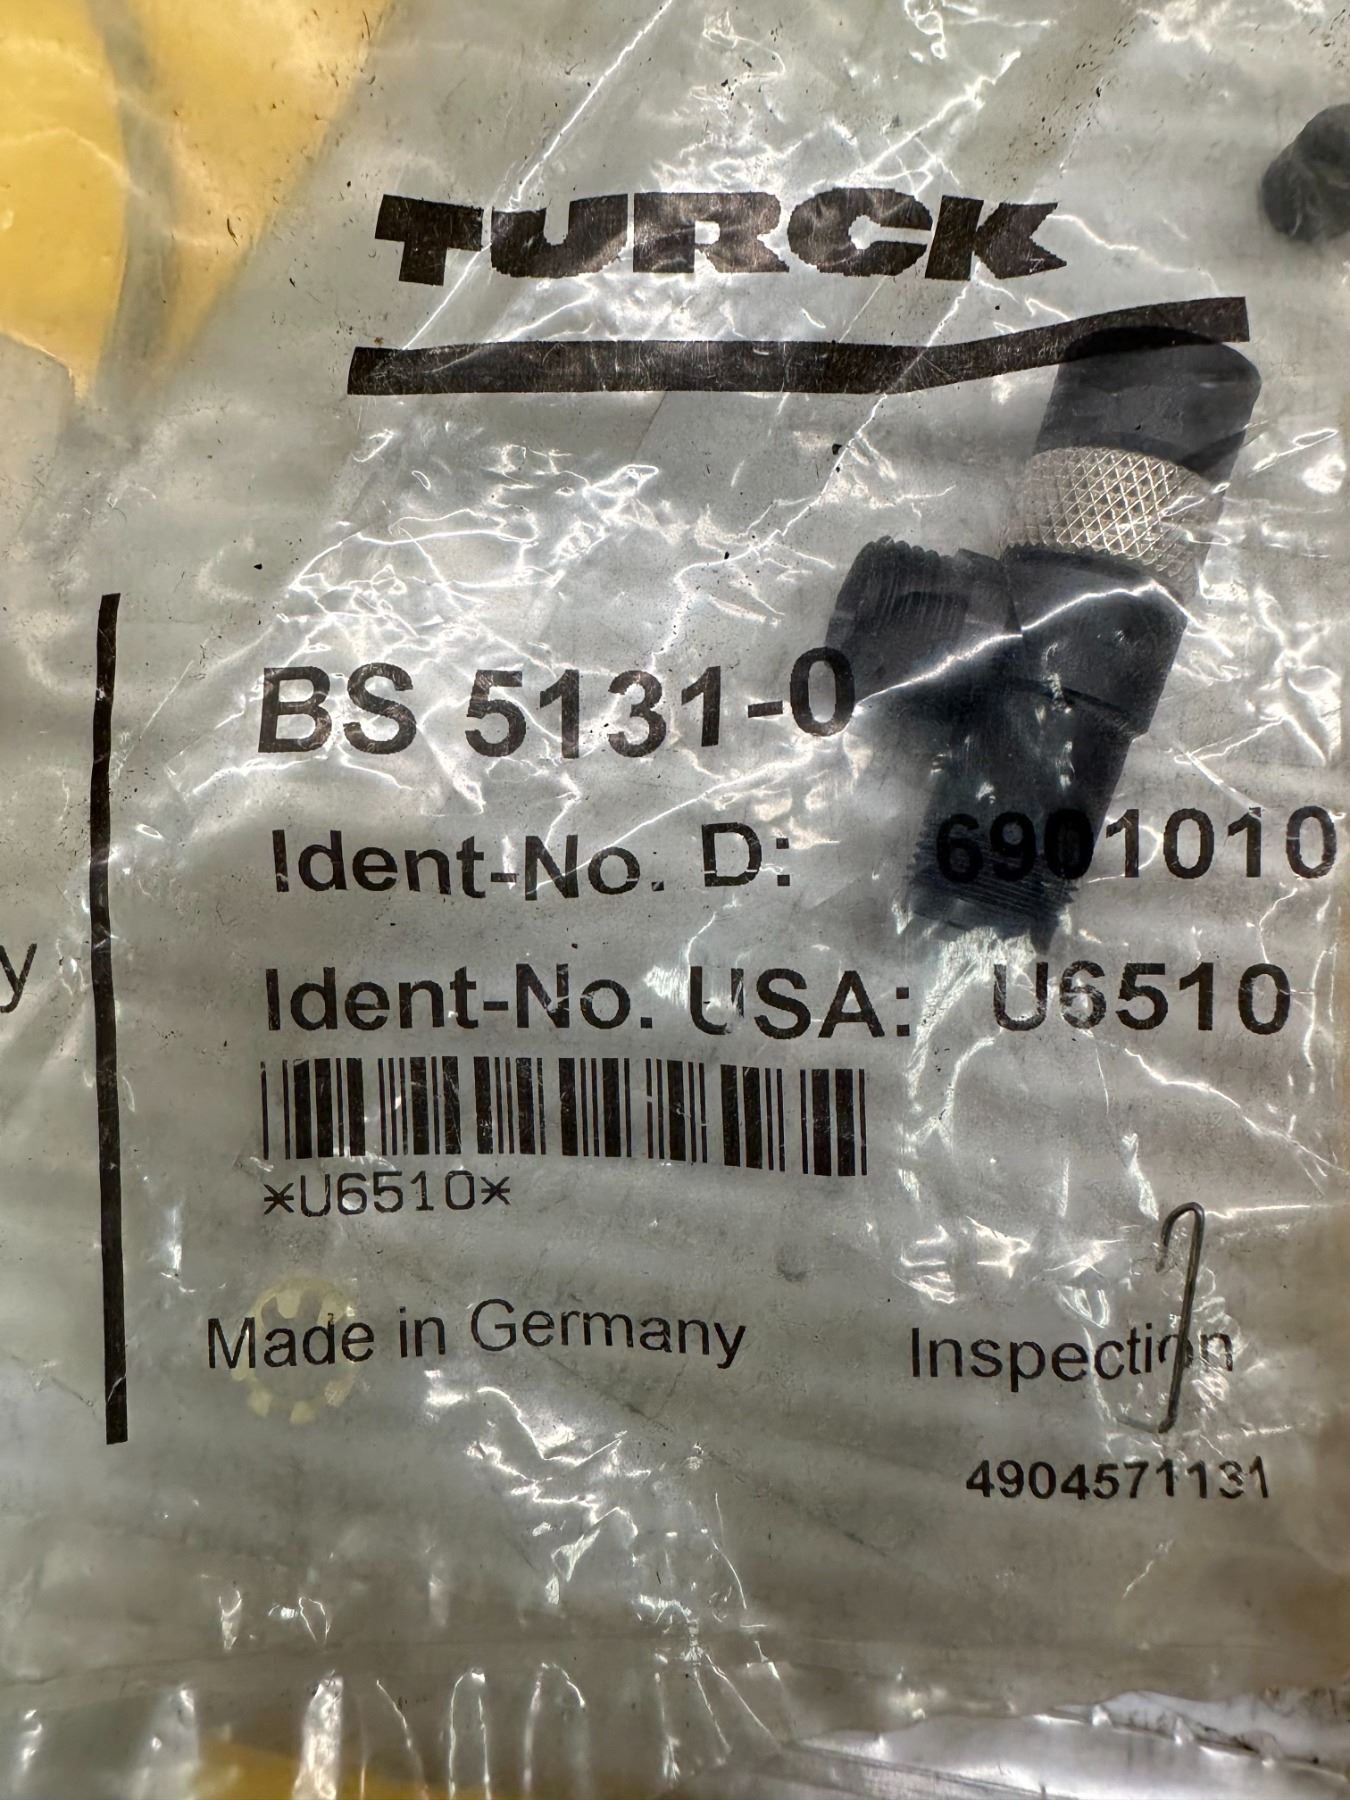 TURCK
BS 5131-0
Ident-No. D: 6901010
y
Ident-No. USA: U6510
*U6510*
Made in Germany
Inspection
4904571131